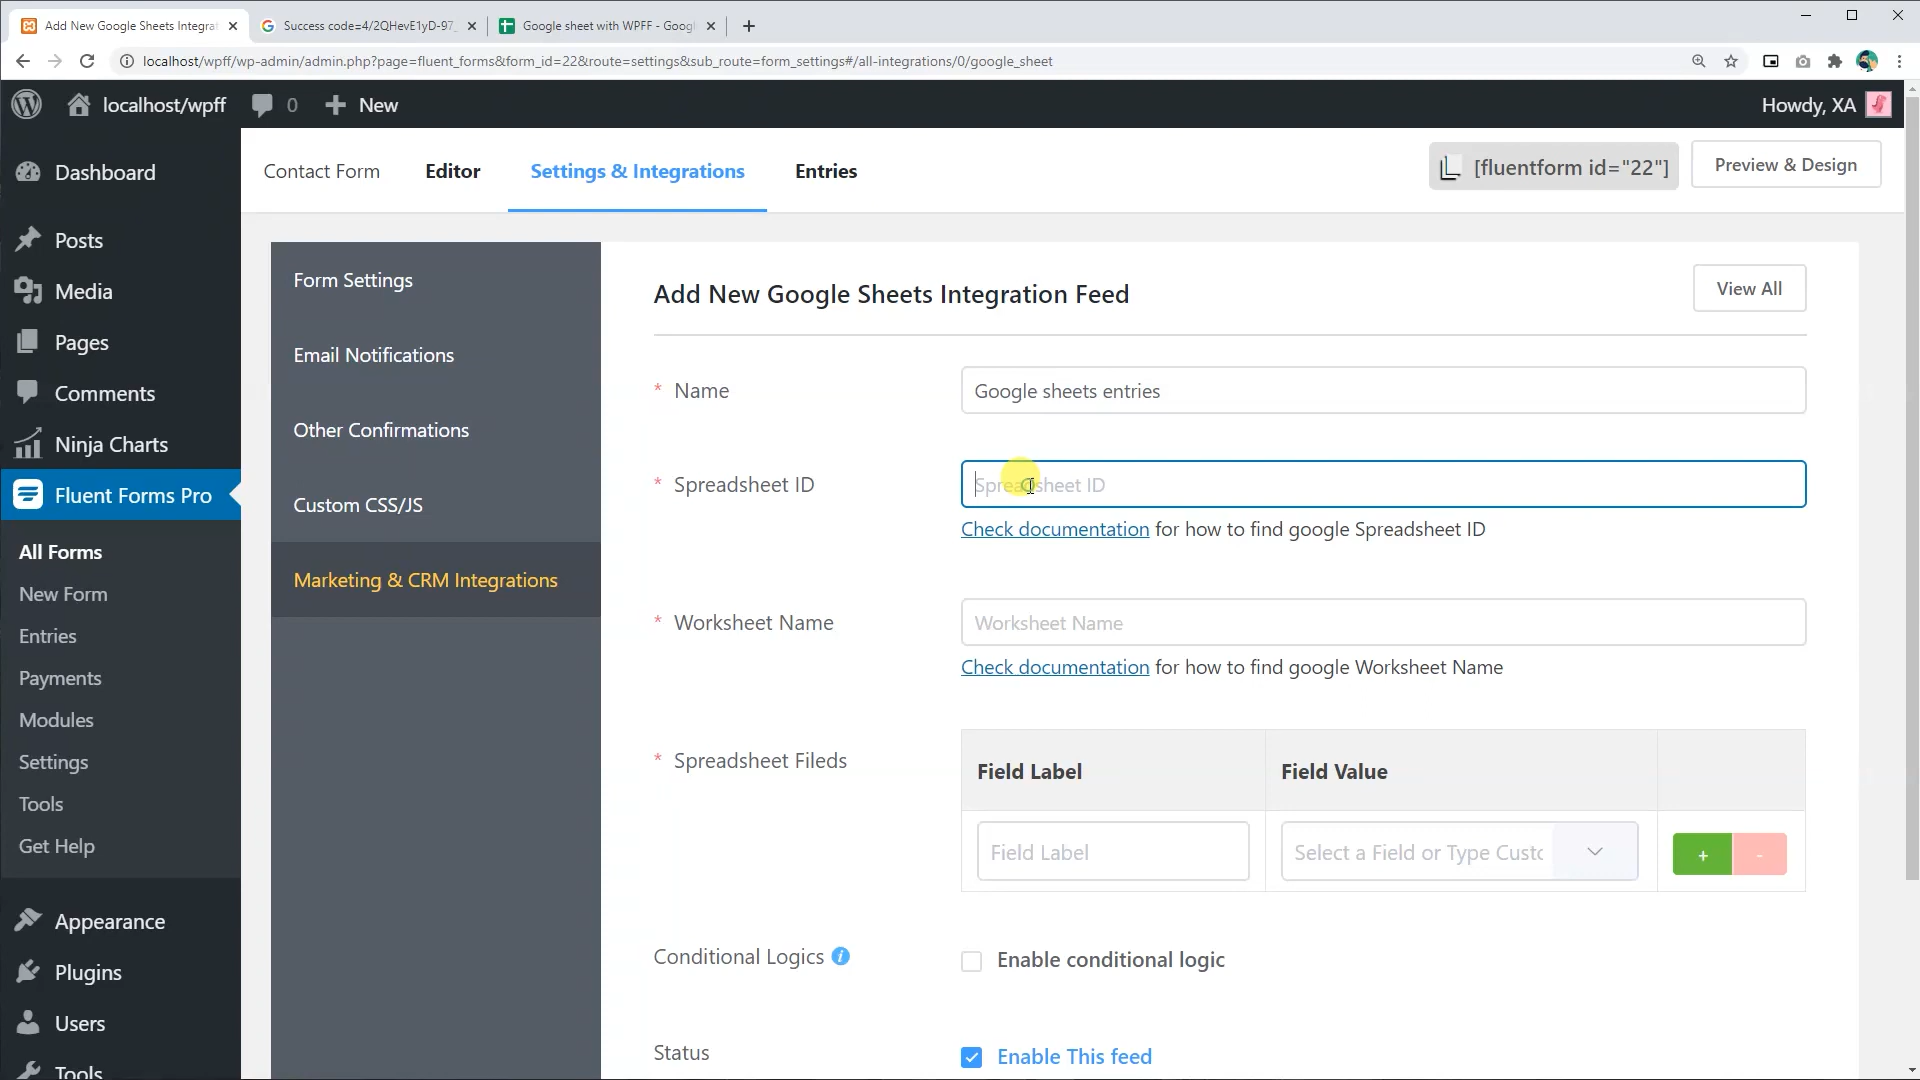 Add New Google Sheets Integra
Success code=4/2QHevE1yD-97
Google sheet with WPFF - Googl
localhost/wpff/wp-admin/admin.php?page=fluent_forms&form_id=22&route=settings&sub_route=form_settings#/all-integrations/0/google_sheet
localhost/wpff
0
New
Howdy, XA
Dashboard
Posts
Media
Pages
Comments
Ninja Charts
Fluent Forms Pro
All Forms
New Form
Entries
Payments
Modules
Settings
Tools
Get Help
Appearance
Plugins
Users
Tools
Contact Form
Editor
Settings & Integrations
Entries
[fluentform id="22"]
Preview & Design
Form Settings
Email Notifications
Other Confirmations
Custom CSS/JS
Marketing & CRM Integrations
Add New Google Sheets Integration Feed
View All
* Name
Google sheets entries
* Spreadsheet ID
Spreadsheet ID
Check documentation for how to find google Spreadsheet ID
* Worksheet Name
Worksheet Name
Check documentation for how to find google Worksheet Name
* Spreadsheet Fileds
Field Label
Field Value
Field Label
Select a Field or Type Custo
+
-
Conditional Logics
Enable conditional logic
Status
Enable This feed